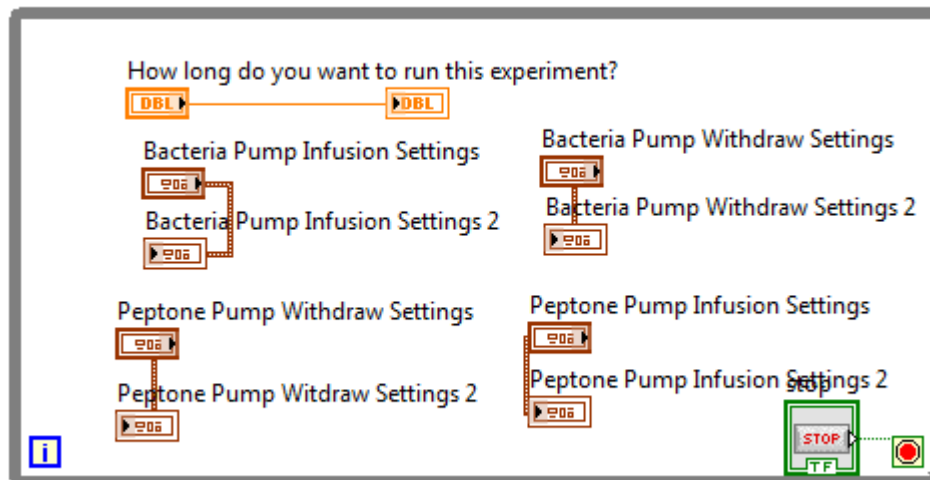 How long do you want to run this experiment?
DBL DBL
Bacteria Pump Infusion Settings
Bacteria Pump Withdraw Settings
Bacteria Pump Infusion Settings 2
Bacteria Pump Withdraw Settings 2
Peptone Pump Withdraw Settings
Peptone Pump Infusion Settings
Peptone Pump Witdraw Settings 2
Peptone Pump Infusion Settings 2
stop
STOP
TF
i